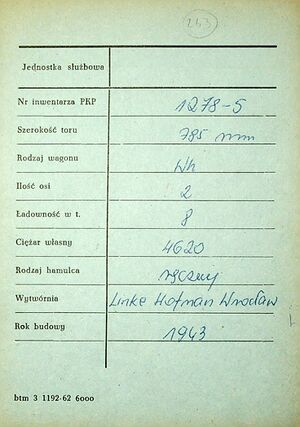 243
Jednostka służbowa
Nr inwentarza PKP 1278-5
Szerokość toru 785 mm
Rodzaj wagonu Wh
Ilość osi 2
Ładowność w t. 8
Ciężar własny 4620
Rodzaj hamulca ręczny
Wytwórnia Linke Hofman Wrocław
Rok budowy 1943
btm 3 1192-62 6000